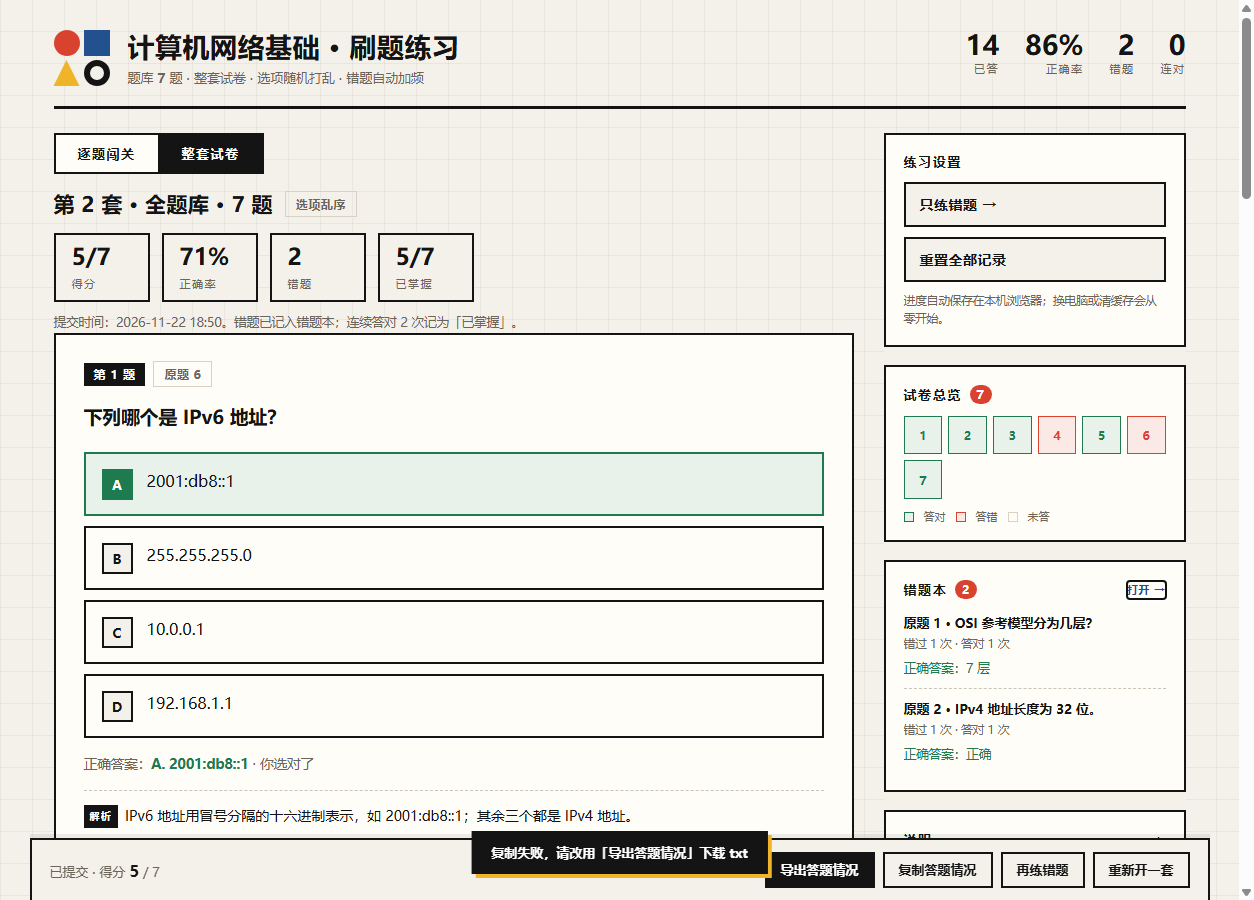 计算机网络基础 • 刷题练习
题库 7 题 · 整套试卷 · 选项随机打乱 · 错题自动加频
14 86% 2 0
已答 正确率 错题 连对
逐题闯关 整套试卷
第 2 套 • 全题库 • 7 题 选项乱序
5/7 71% 2 5/7
得分 正确率 错题 已掌握
提交时间：2026-11-22 18:50。错题已记入错题本；连续答对 2 次记为「已掌握」。
第 1 题 原题 6
下列哪个是 IPv6 地址？
A 2001:db8::1
B 255.255.255.0
C 10.0.0.1
D 192.168.1.1
正确答案：A. 2001:db8::1 · 你选对了
解析 IPv6 地址用冒号分隔的十六进制表示，如 2001:db8::1；其余三个都是 IPv4 地址。
练习设置
只练错题 →
重置全部记录
进度自动保存在本机浏览器；换电脑或清缓存会从
零开始。
试卷总览 7
1 2 3 4 5 6
7
答对 答错 未答
错题本 2 打开 →
原题 1 • OSI 参考模型分为几层？
错过 1 次 · 答对 1 次
正确答案：7 层
原题 2 • IPv4 地址长度为 32 位。
错过 1 次 · 答对 1 次
正确答案：正确
复制失败，请改用「导出答题情况」下载 txt
已提交 · 得分 5 / 7
导出答题情况 复制答题情况 再练错题 重新开一套